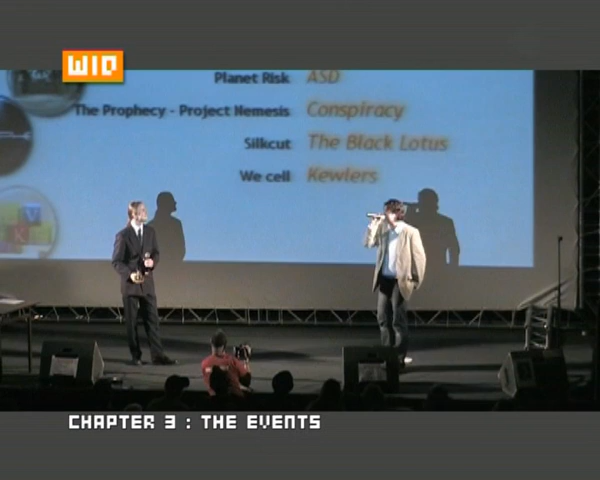 WIP
Planet Risk ASD
The Prophecy - Project Nemesis Conspiracy
Silkcut The Black Lotus
We cell Kewlers
CHAPTER 3 : THE EVENTS